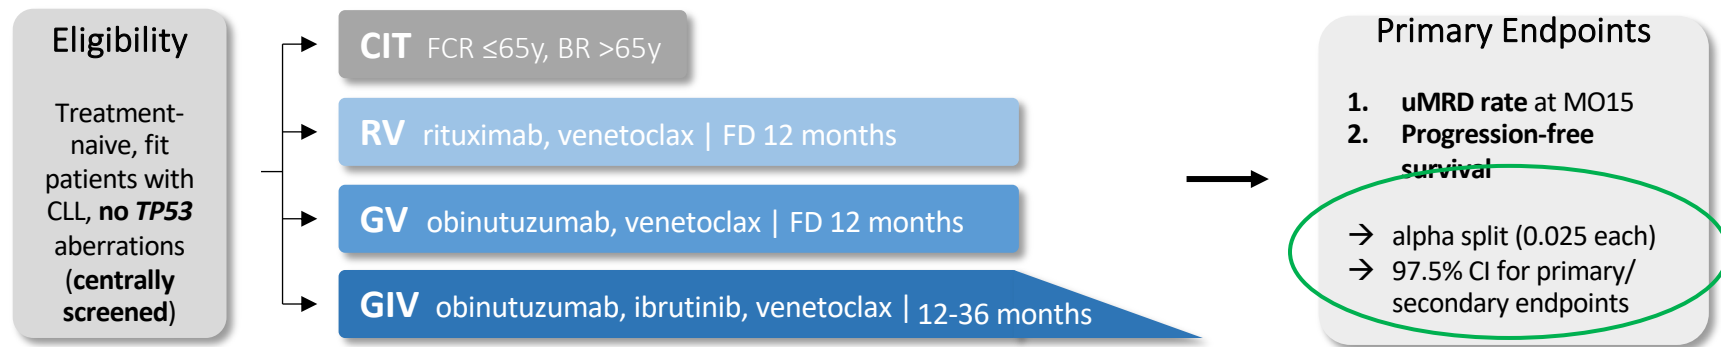 Eligibility
Treatment-
naive, fit
patients with
CLL, no TP53
aberrations
(centrally
screened)
CIT FCR ≤65y, BR >65y
RV rituximab, venetoclax | FD 12 months
GV obinutuzumab, venetoclax | FD 12 months
GIV obinutuzumab, ibrutinib, venetoclax | 12-36 months
Primary Endpoints
1. uMRD rate at MO15
2. Progression-free
survival
→ alpha split (0.025 each)
→ 97.5% CI for primary/
secondary endpoints